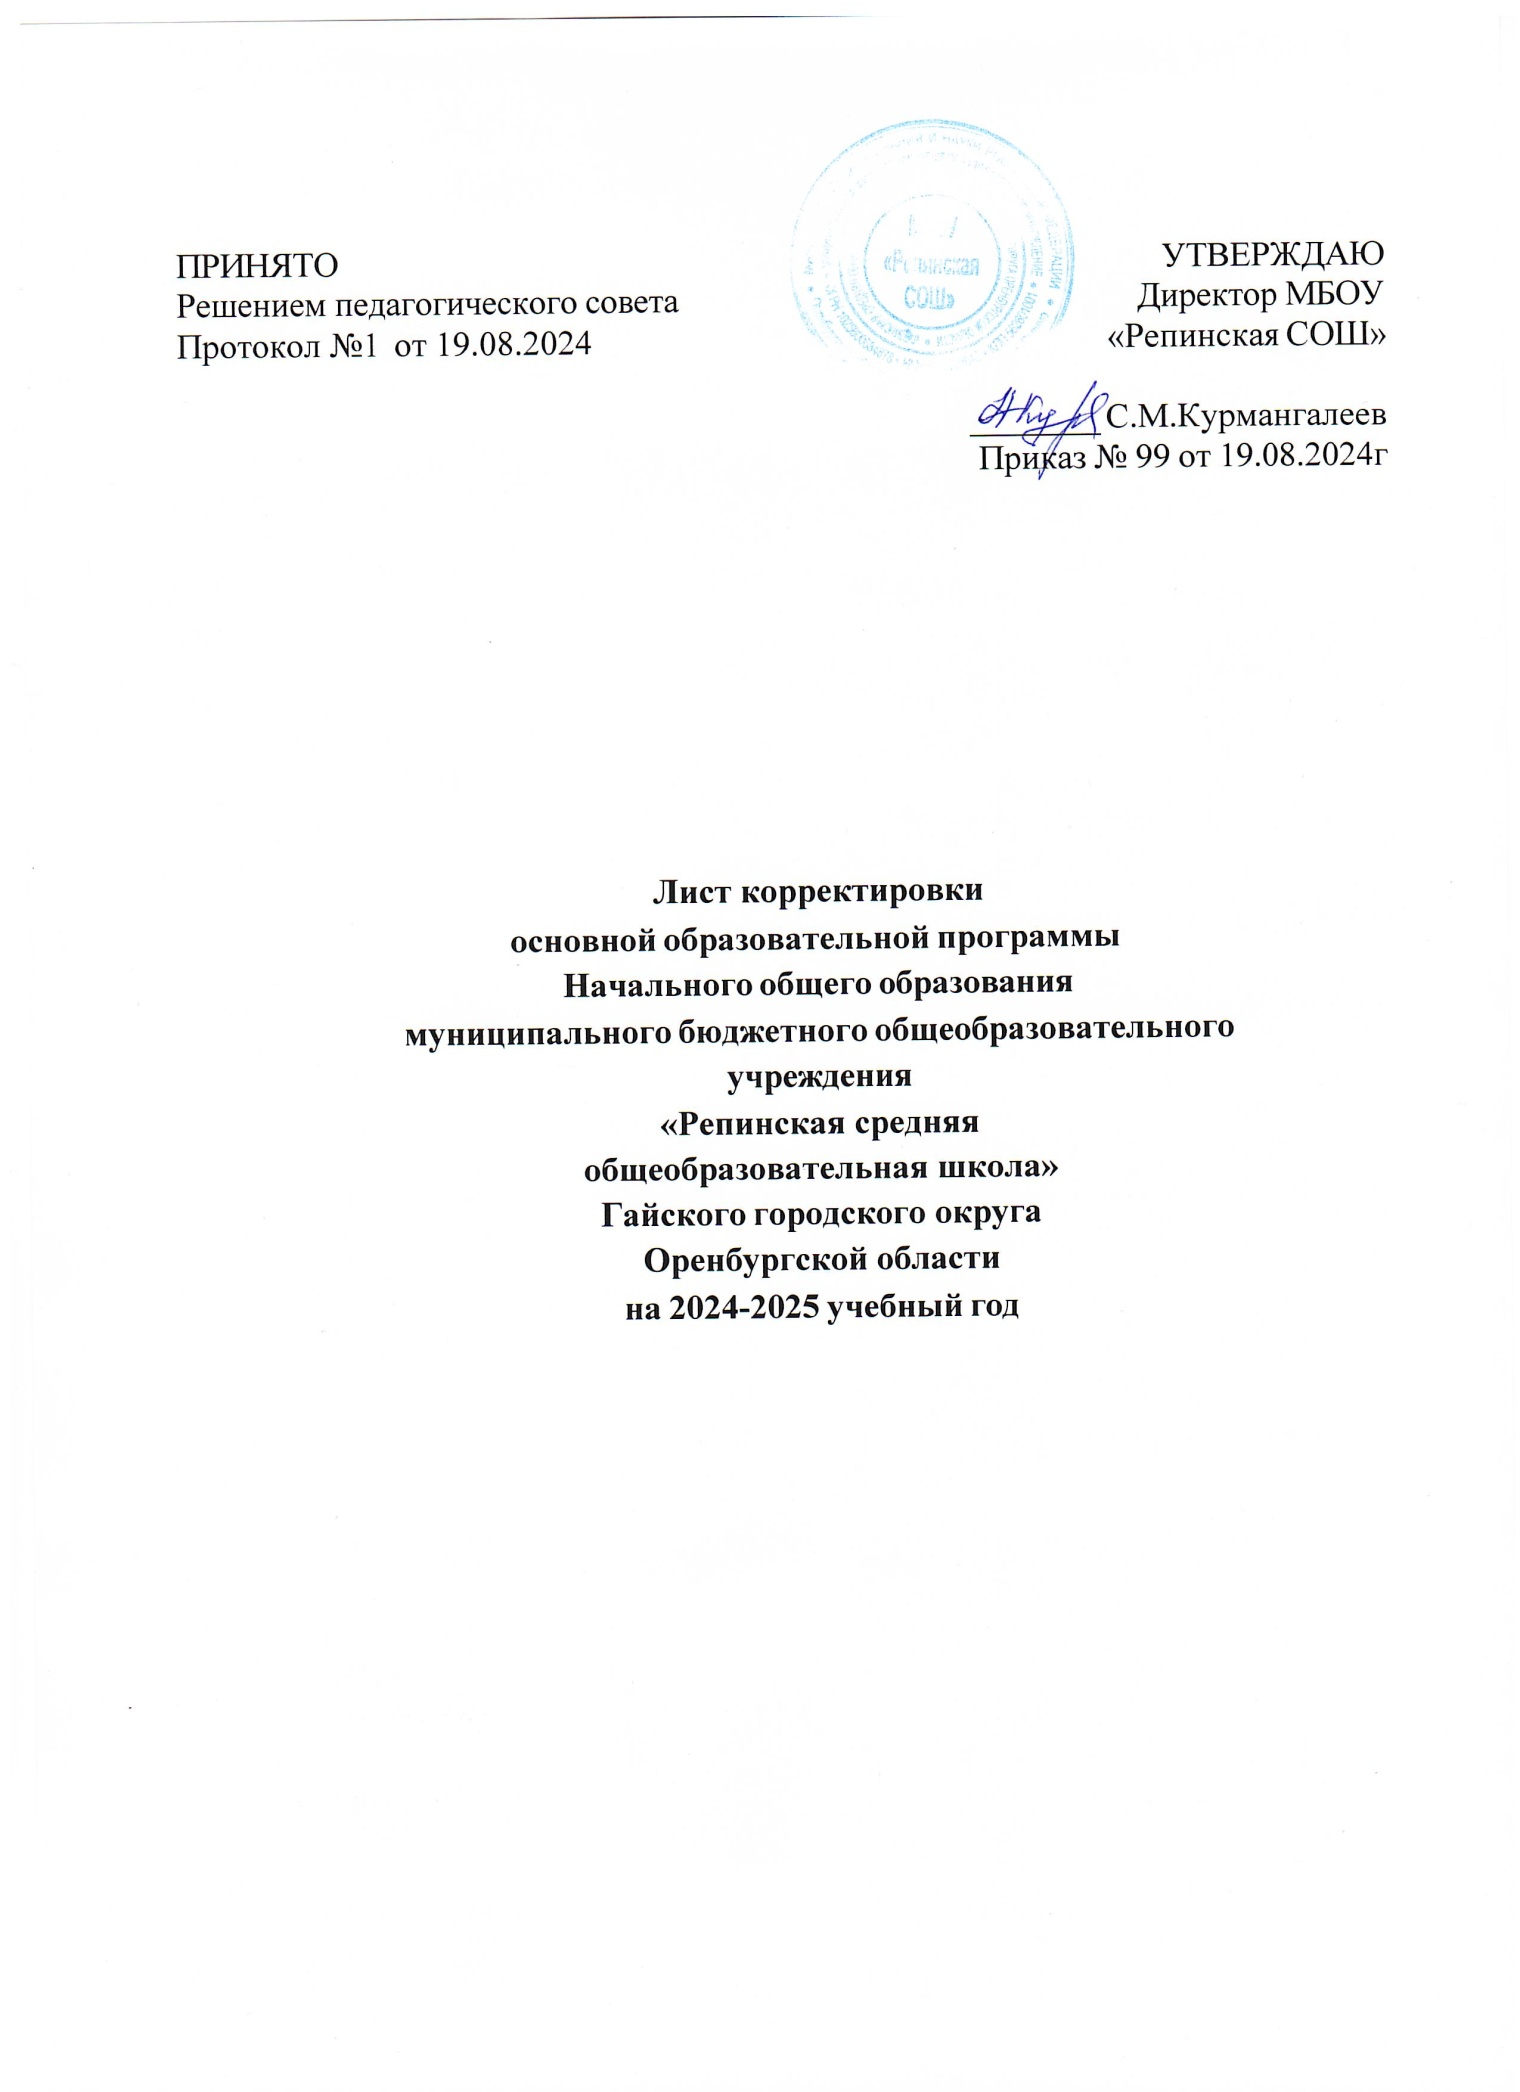 ПРИНЯТО
Решением педагогического совета
Протокол №1 от 19.08.2024
УТВЕРЖДАЮ
Директор МБОУ
«Репинская СОШ»
С.М.Курмангалеев
Приказ № 99 от 19.08.2024г
«Репинская
СОШ»
Лист корректировки
основной образовательной программы
Начального общего образования
муниципального бюджетного общеобразовательного
учреждения
«Репинская средняя
общеобразовательная школа»
Гайского городского округа
Оренбургской области
на 2024-2025 учебный год